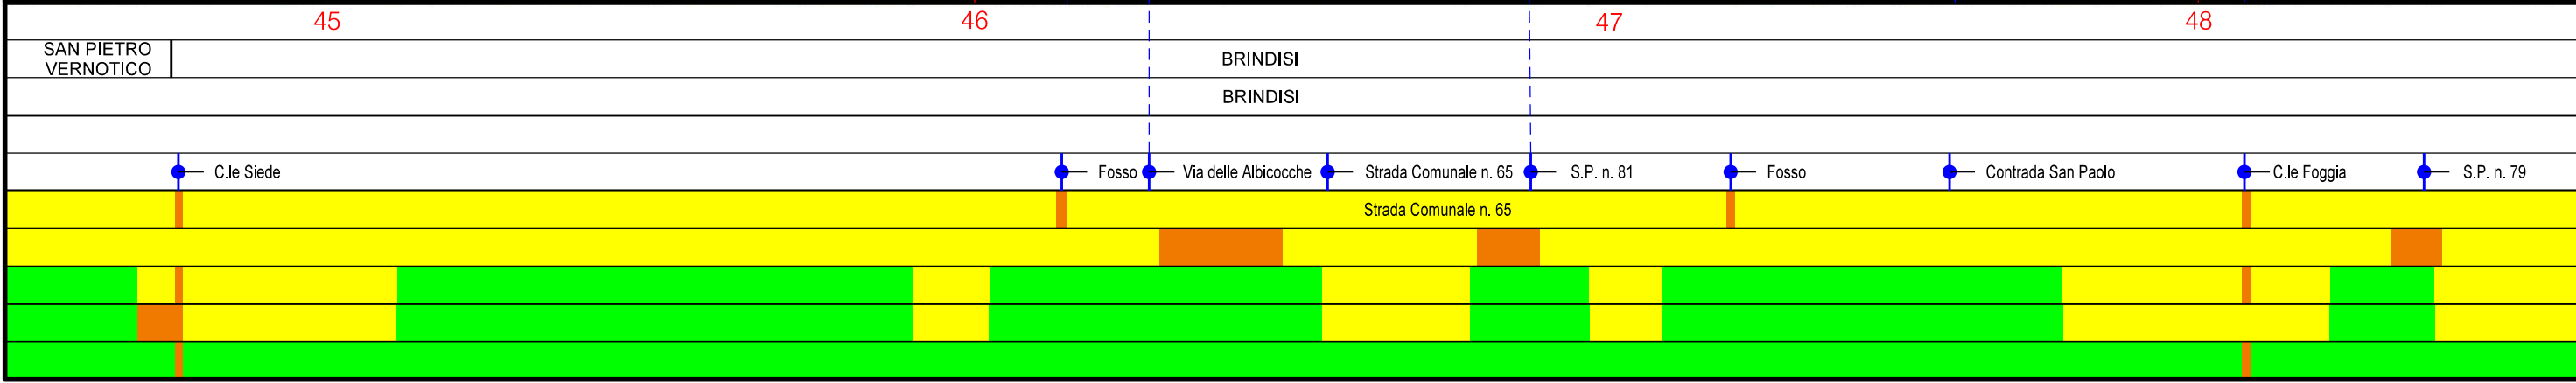 45 46 47 48
SAN PIETRO
VERNOTICO
BRINDISI
BRINDISI
C.le Siede Fosso Via delle Albicocche Strada Comunale n. 65 S.P. n. 81 Fosso Contrada San Paolo C.le Foggia S.P. n. 79
Strada Comunale n. 65